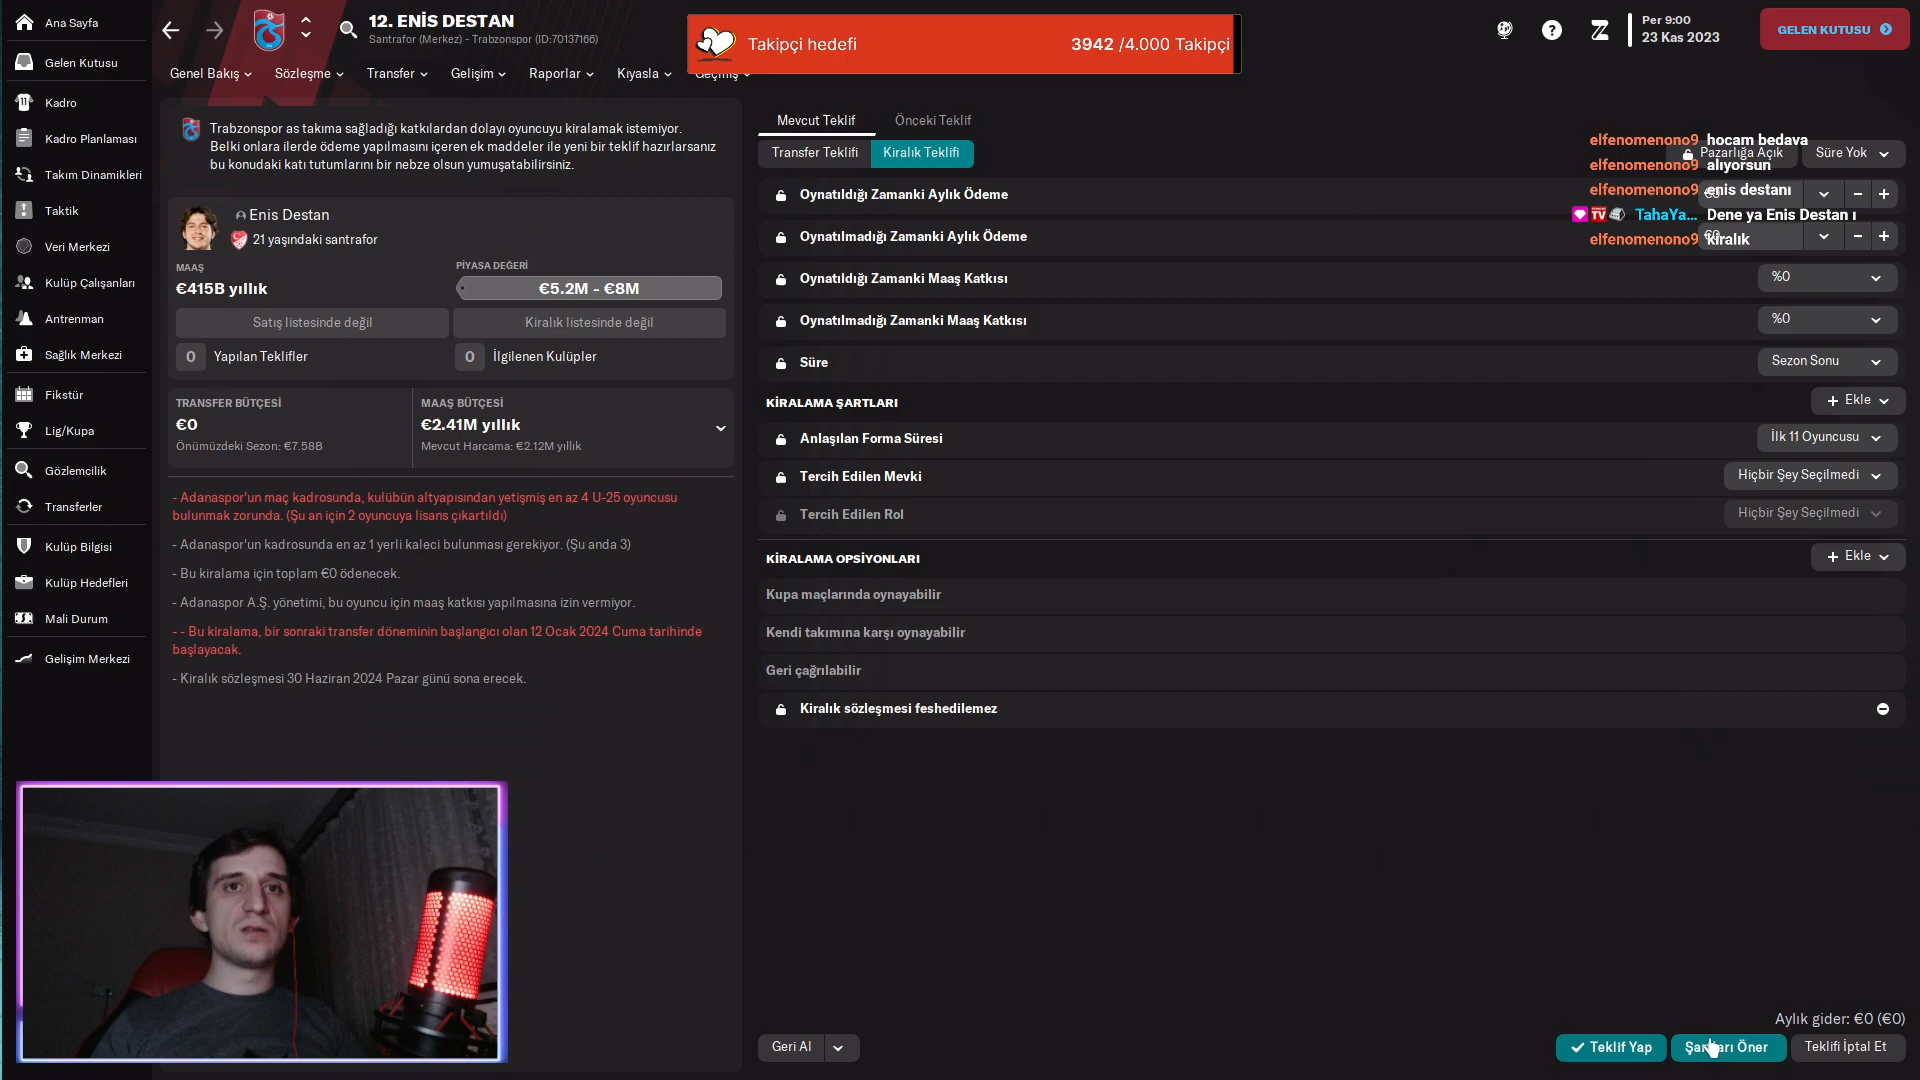 Ana Sayfa
Gelen Kutusu
Kadro
Kadro Planlaması
Takım Dinamikleri
Taktik
Veri Merkezi
Kulüp Çalışanları
Antrenman
Sağlık Merkezi
Fikstür
Lig/Kupa
Gözlemcilik
Transferler
Kulüp Bilgisi
Kulüp Hedefleri
Mali Durum
Gelişim Merkezi
12. ENİS DESTAN
Santrafor (Merkez) - Trabzonspor (ID:70137166)
Takipçi hedefi 3942 /4.000 Takipçi
Per 9:00
23 Kas 2023
GELEN KUTUSU
Genel Bakış Sözleşme Transfer Gelişim Raporlar Kıyasla Geçmiş
Trabzonspor as takıma sağladığı katkılardan dolayı oyuncuyu kiralamak istemiyor.
Belki onlara ilerde ödeme yapılmasını içeren ek maddeler ile yeni bir teklif hazırlarsanız
bu konudaki katı tutumlarını bir nebze olsun yumuşatabilirsiniz.
Enis Destan
21 yaşındaki santrafor
MAAŞ
€415B yıllık
PİYASA DEĞERİ
€5.2M - €8M
Satış listesinde değil
Kiralık listesinde değil
0 Yapılan Teklifler
0 İlgilenen Kulüpler
TRANSFER BÜTÇESİ
€0
Önümüzdeki Sezon: €7.58B
MAAŞ BÜTÇESİ
€2.41M yıllık
Mevcut Harcama: €2.12M yıllık
- Adanaspor'un maç kadrosunda, kulübün altyapısından yetişmiş en az 4 U-25 oyuncusu
bulunmak zorunda. (Şu an için 2 oyuncuya lisans çıkartıldı)
- Adanaspor'un kadrosunda en az 1 yerli kaleci bulunması gerekiyor. (Şu anda 3)
- Bu kiralama için toplam €0 ödenecek.
- Adanaspor A.Ş. yönetimi, bu oyuncu için maaş katkısı yapılmasına izin vermiyor.
- - Bu kiralama, bir sonraki transfer döneminin başlangıcı olan 12 Ocak 2024 Cuma tarihinde
başlayacak.
- Kiralık sözleşmesi 30 Haziran 2024 Pazar günü sona erecek.
Mevcut Teklif Önceki Teklif
Transfer Teklifi Kiralık Teklifi
Pazarlığa Açık Süre Yok
elfenomenono9 hocam bedava
elfenomenono9 alıyorsun
elfenomenono9 enis destanı
TV TahaYa... Dene ya Enis Destan ı
elfenomenono9 kiralık
Oynatıldığı Zamanki Aylık Ödeme €0
Oynatılmadığı Zamanki Aylık Ödeme €0
Oynatıldığı Zamanki Maaş Katkısı %0
Oynatılmadığı Zamanki Maaş Katkısı %0
Süre Sezon Sonu
KİRALAMA ŞARTLARI + Ekle
Anlaşılan Forma Süresi İlk 11 Oyuncusu
Tercih Edilen Mevki Hiçbir Şey Seçilmedi
Tercih Edilen Rol Hiçbir Şey Seçilmedi
KİRALAMA OPSİYONLARI + Ekle
Kupa maçlarında oynayabilir
Kendi takımına karşı oynayabilir
Geri çağrılabilir
Kiralık sözleşmesi feshedilemez
Aylık gider: €0 (€0)
Geri Al
Teklif Yap
Öner
Teklifi İptal Et